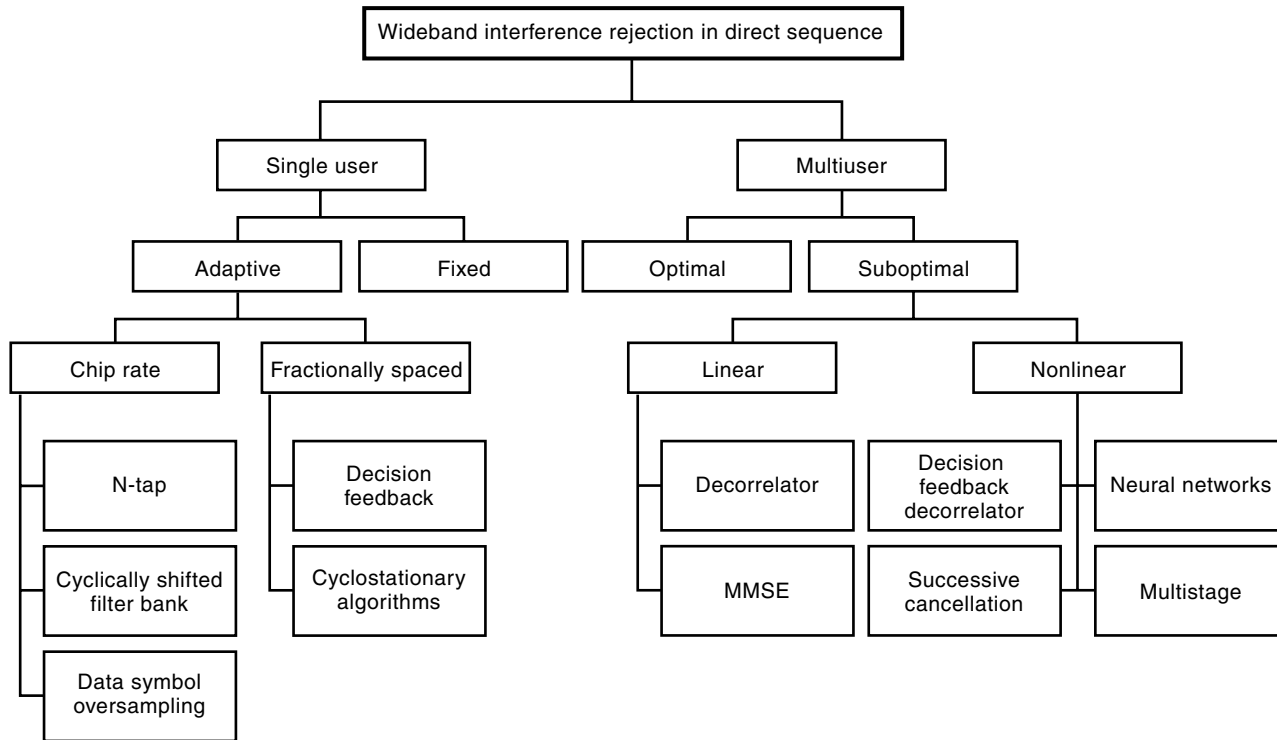 Wideband interference rejection in direct sequence
Single user
Multiuser
Adaptive
Fixed
Optimal
Suboptimal
Chip rate
Fractionally spaced
Linear
Nonlinear
N-tap
Decision
feedback
Decorrelator
Decision
feedback
decorrelator
Neural networks
Cyclically shifted
filter bank
Cyclostationary
algorithms
MMSE
Successive
cancellation
Multistage
Data symbol
oversampling